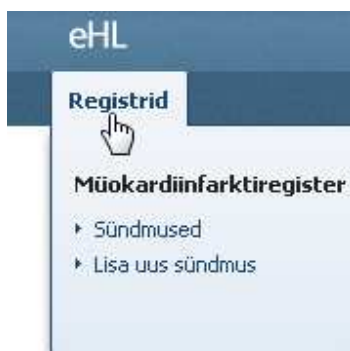 eHL
Registrid
Müokardiinfarktiregister
Sündmused
Lisa uus sündmus